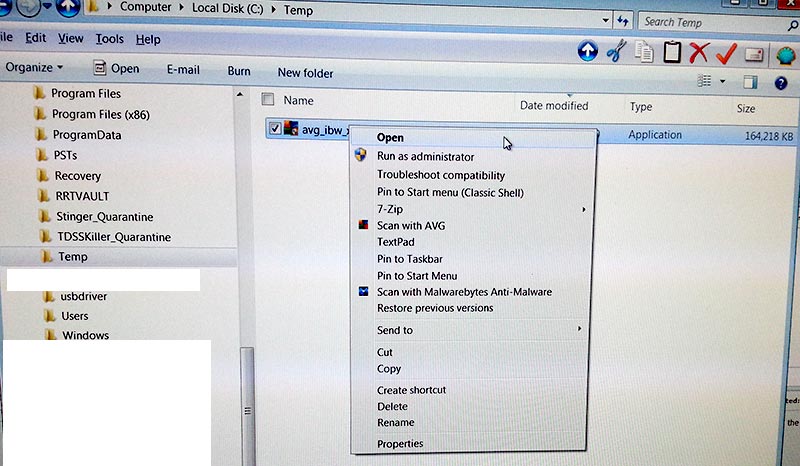 Computer ▸ Local Disk (C:) ▸ Temp ▸
Search Temp
ile Edit View Tools Help
Organize Open E-mail Burn New folder
Name Date modified Type Size
avg_ibw_ Application 164,218 KB
Program Files
Program Files (x86)
ProgramData
PSTs
Recovery
RRTVAULT
Stinger_Quarantine
TDSSKiller_Quarantine
Temp
usbdriver
Users
Windows
Open
Run as administrator
Troubleshoot compatibility
Pin to Start menu (Classic Shell)
7-Zip
Scan with AVG
TextPad
Pin to Taskbar
Pin to Start Menu
Scan with Malwarebytes Anti-Malware
Restore previous versions
Send to
Cut
Copy
Create shortcut
Delete
Rename
Properties
ted:
the